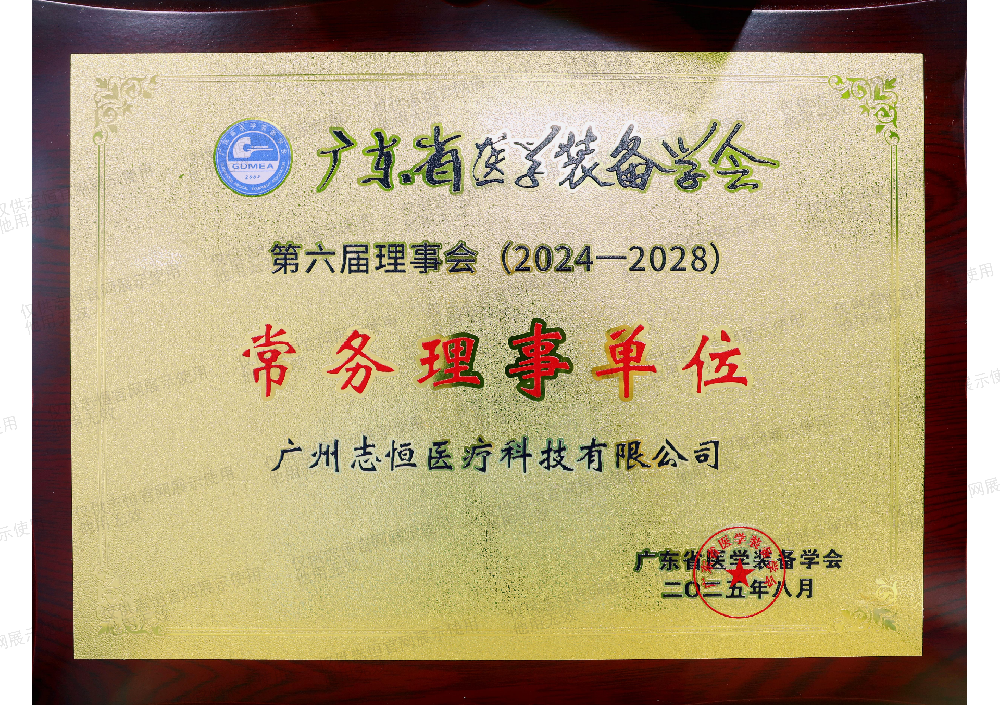 GDMEA
广东省医学装备学会
第六届理事会（2024—2028）
常务理事单位
广州志恒医疗科技有限公司
广东省医学装备学会
二〇二五年八月